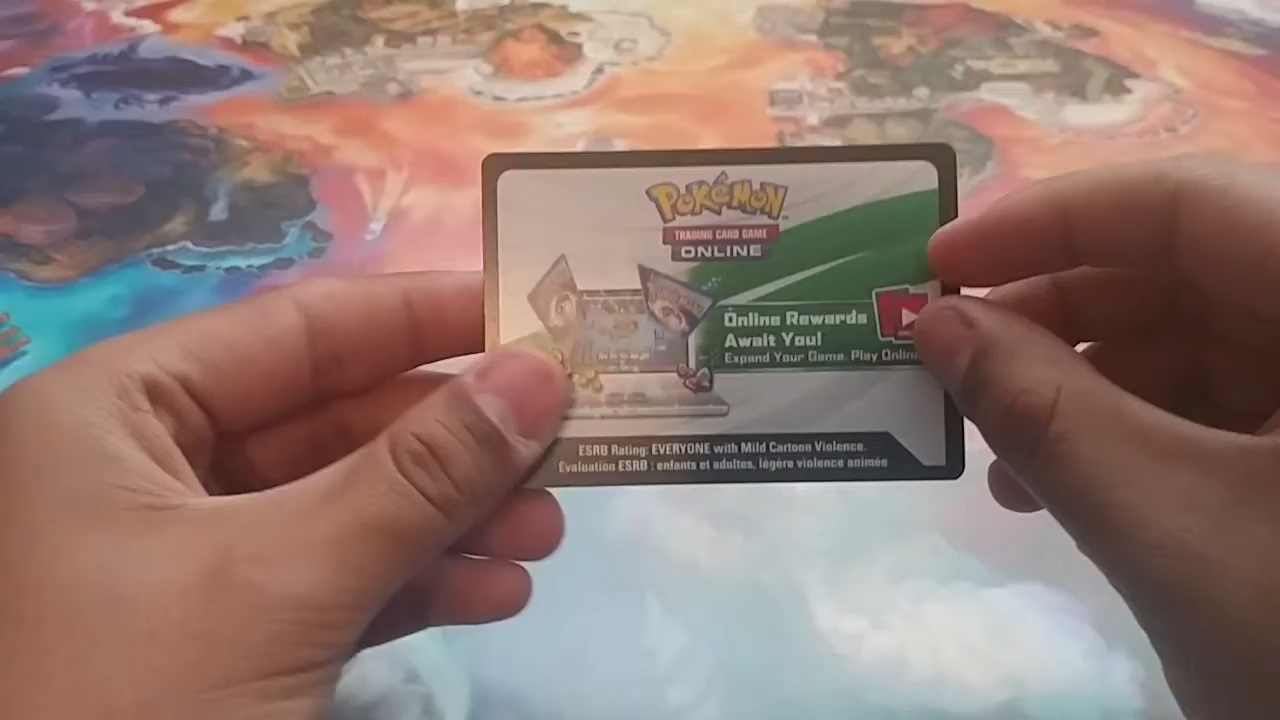 POKéMON
TRADING CARD GAME
ONLINE
Online Rewards
Await You!
Expand Your Game. Play Online
ESRB Rating: EVERYONE with Mild Cartoon Violence.
Évaluation ESRB : enfants et adultes, légère violence animée